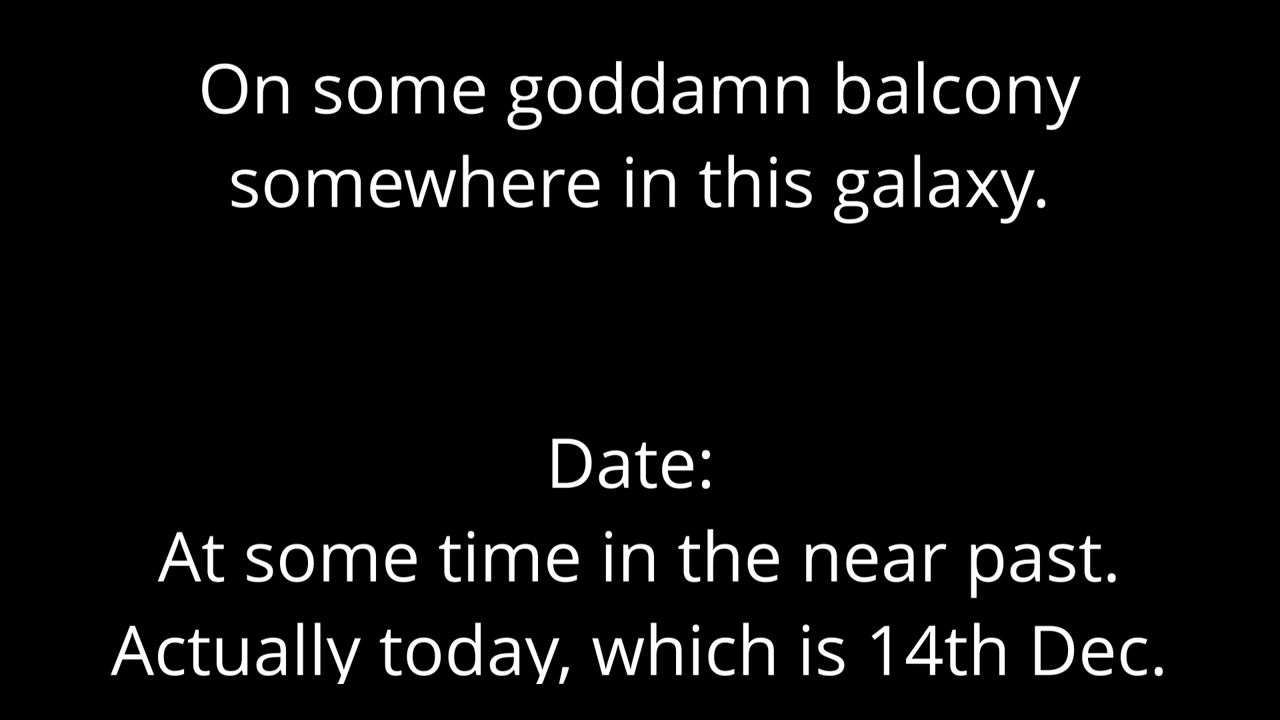 On some goddamn balcony
somewhere in this galaxy.
Date:
At some time in the near past.
Actually today, which is 14th Dec.